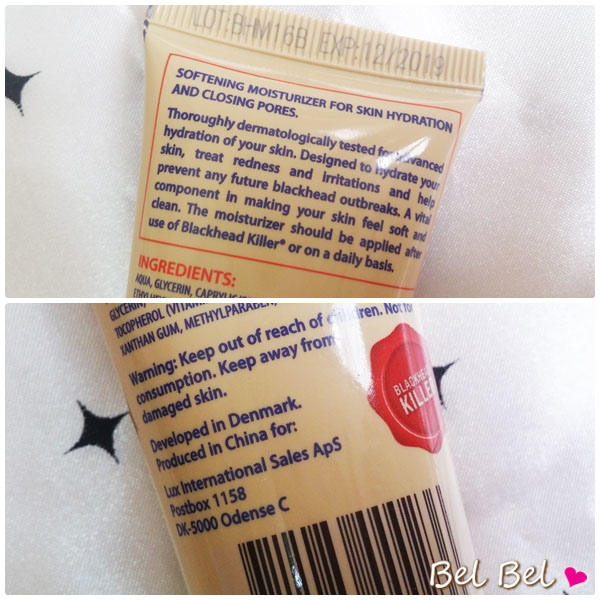 LOT:BHM16B EXP:12/2019
SOFTENING MOISTURIZER FOR SKIN HYDRATION
AND CLOSING PORES.
Thoroughly dermatologically tested for advanced
hydration of your skin. Designed to hydrate your
skin, treat redness and irritations and help
prevent any future blackhead outbreaks. A vital
component in making your skin feel soft and
clean. The moisturizer should be applied after
use of Blackhead Killer® or on a daily basis.
INGREDIENTS:
AQUA, GLYCERIN,
TOCOPHEROL
XANTHAN GUM, METHYLPARABEN,
Warning: Keep out of reach of children. Not for
consumption. Keep away from
damaged skin.
BLACKHEAD
KILLER
Developed in Denmark.
Produced in China for:
Lux International Sales ApS
Postbox 1158
DK-5000 Odense C
Bel Bel